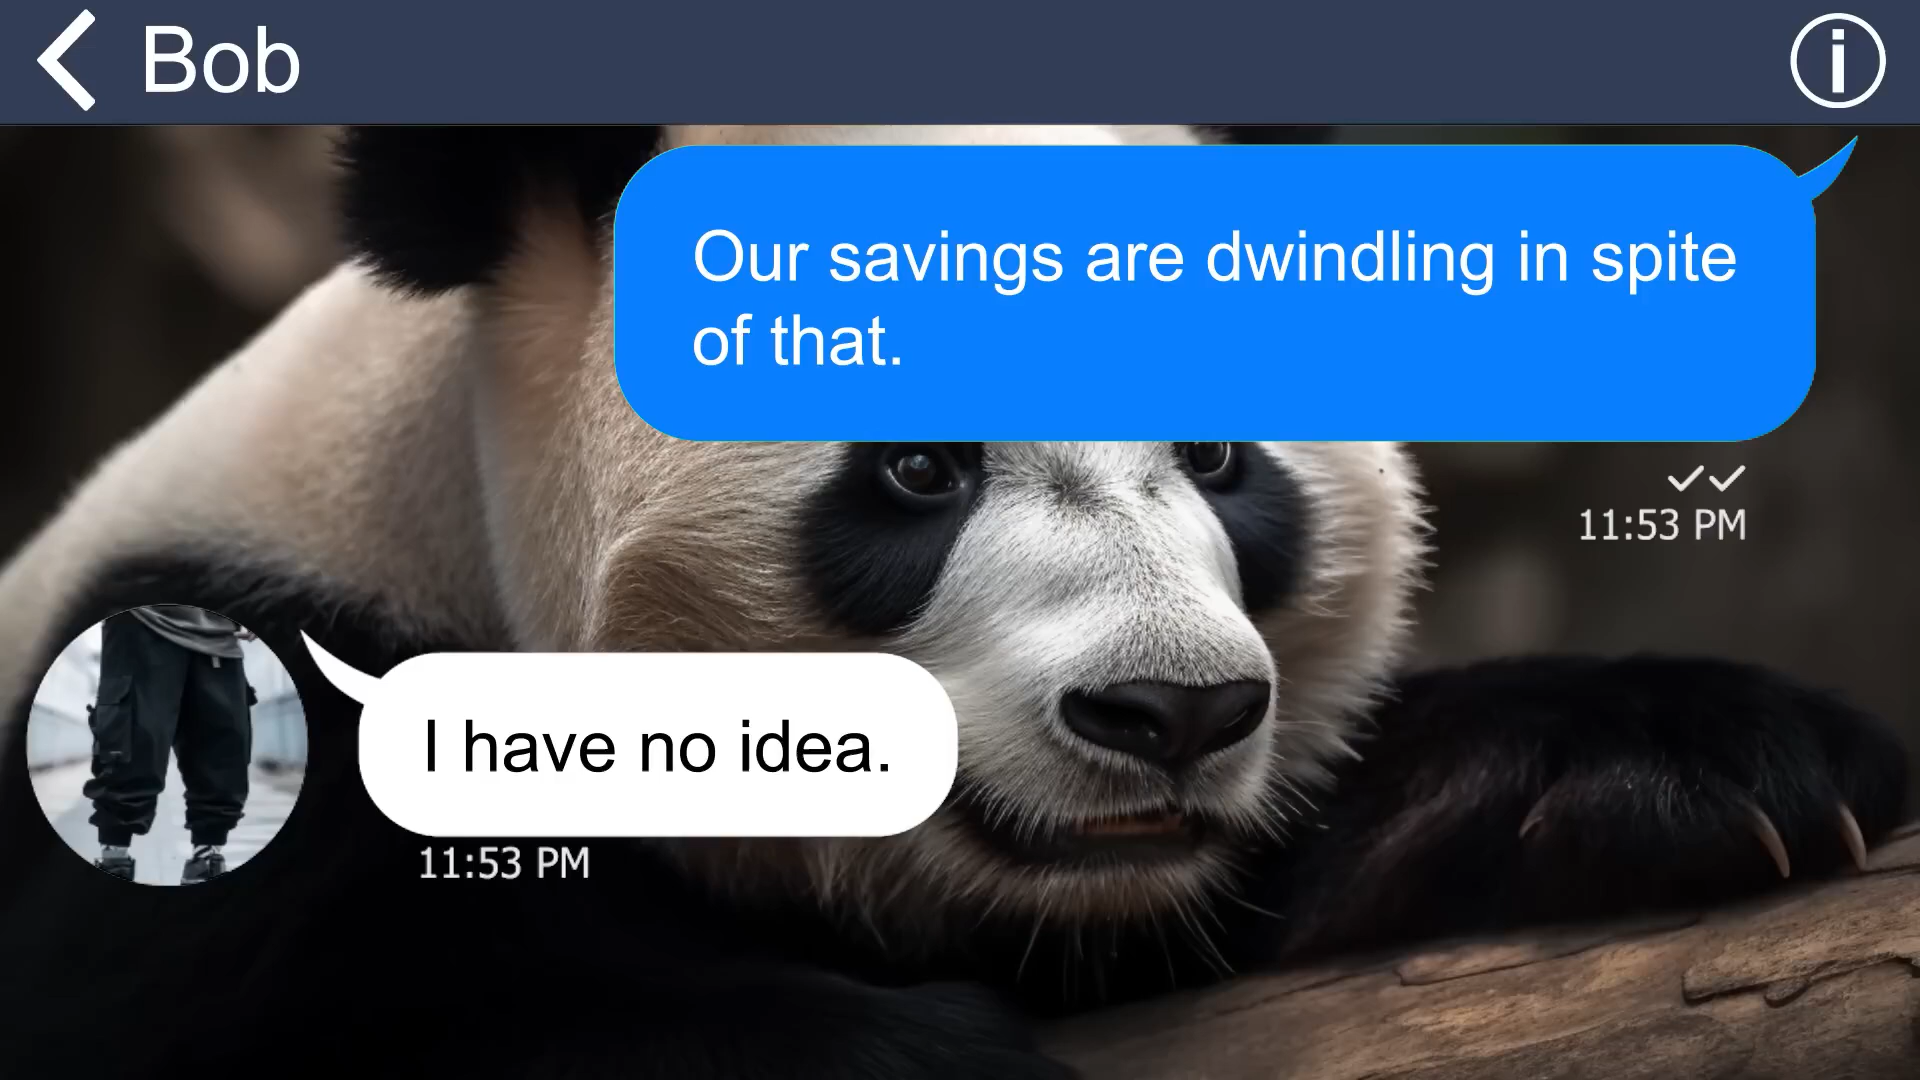 Bob
Our savings are dwindling in spite
of that.
11:53 PM
I have no idea.
11:53 PM